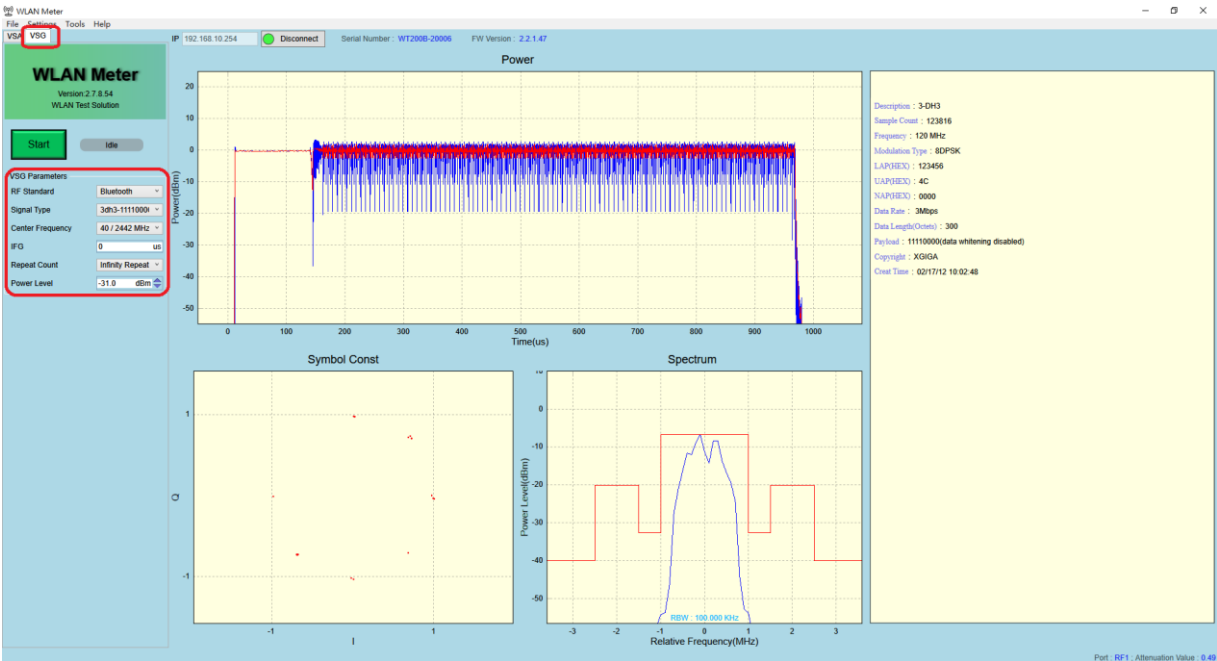 WLAN Meter
File Settings Tools Help
VSA VSG
IP 192.168.10.254 Disconnect Serial Number : WT200B-20006 FW Version : 2.2.1.47
WLAN Meter
Version:2.7.8.54
WLAN Test Solution
Start Idle
VSG Parameters
RF Standard Bluetooth
Signal Type 3dh3-1111000(
Center Frequency 40 / 2442 MHz
IFG 0 us
Repeat Count Infinity Repeat
Power Level -31.0 dBm
Power
Power(dBm)
20
10
0
-10
-20
-30
-40
-50
0 100 200 300 400 500 600 700 800 900 1000
Time(us)
Description : 3-DH3
Sample Count : 123816
Frequency : 120 MHz
Modulation Type : 8DPSK
LAP(HEX) : 123456
UAP(HEX) : 4C
NAP(HEX) : 0000
Data Rate : 3Mbps
Data Length(Octets) : 300
Payload : 11110000(data whitening disabled)
Copyright : XGIGA
Creat Time : 02/17/12 10:02:48
Symbol Const
Q
1
-1
-1 1
I
Spectrum
Power Level(dBm)
10
0
-10
-20
-30
-40
-50
RBW : 100.000 KHz
-3 -2 -1 0 1 2 3
Relative Frequency(MHz)
Port : RF1 ; Attenuation Value : 0.49